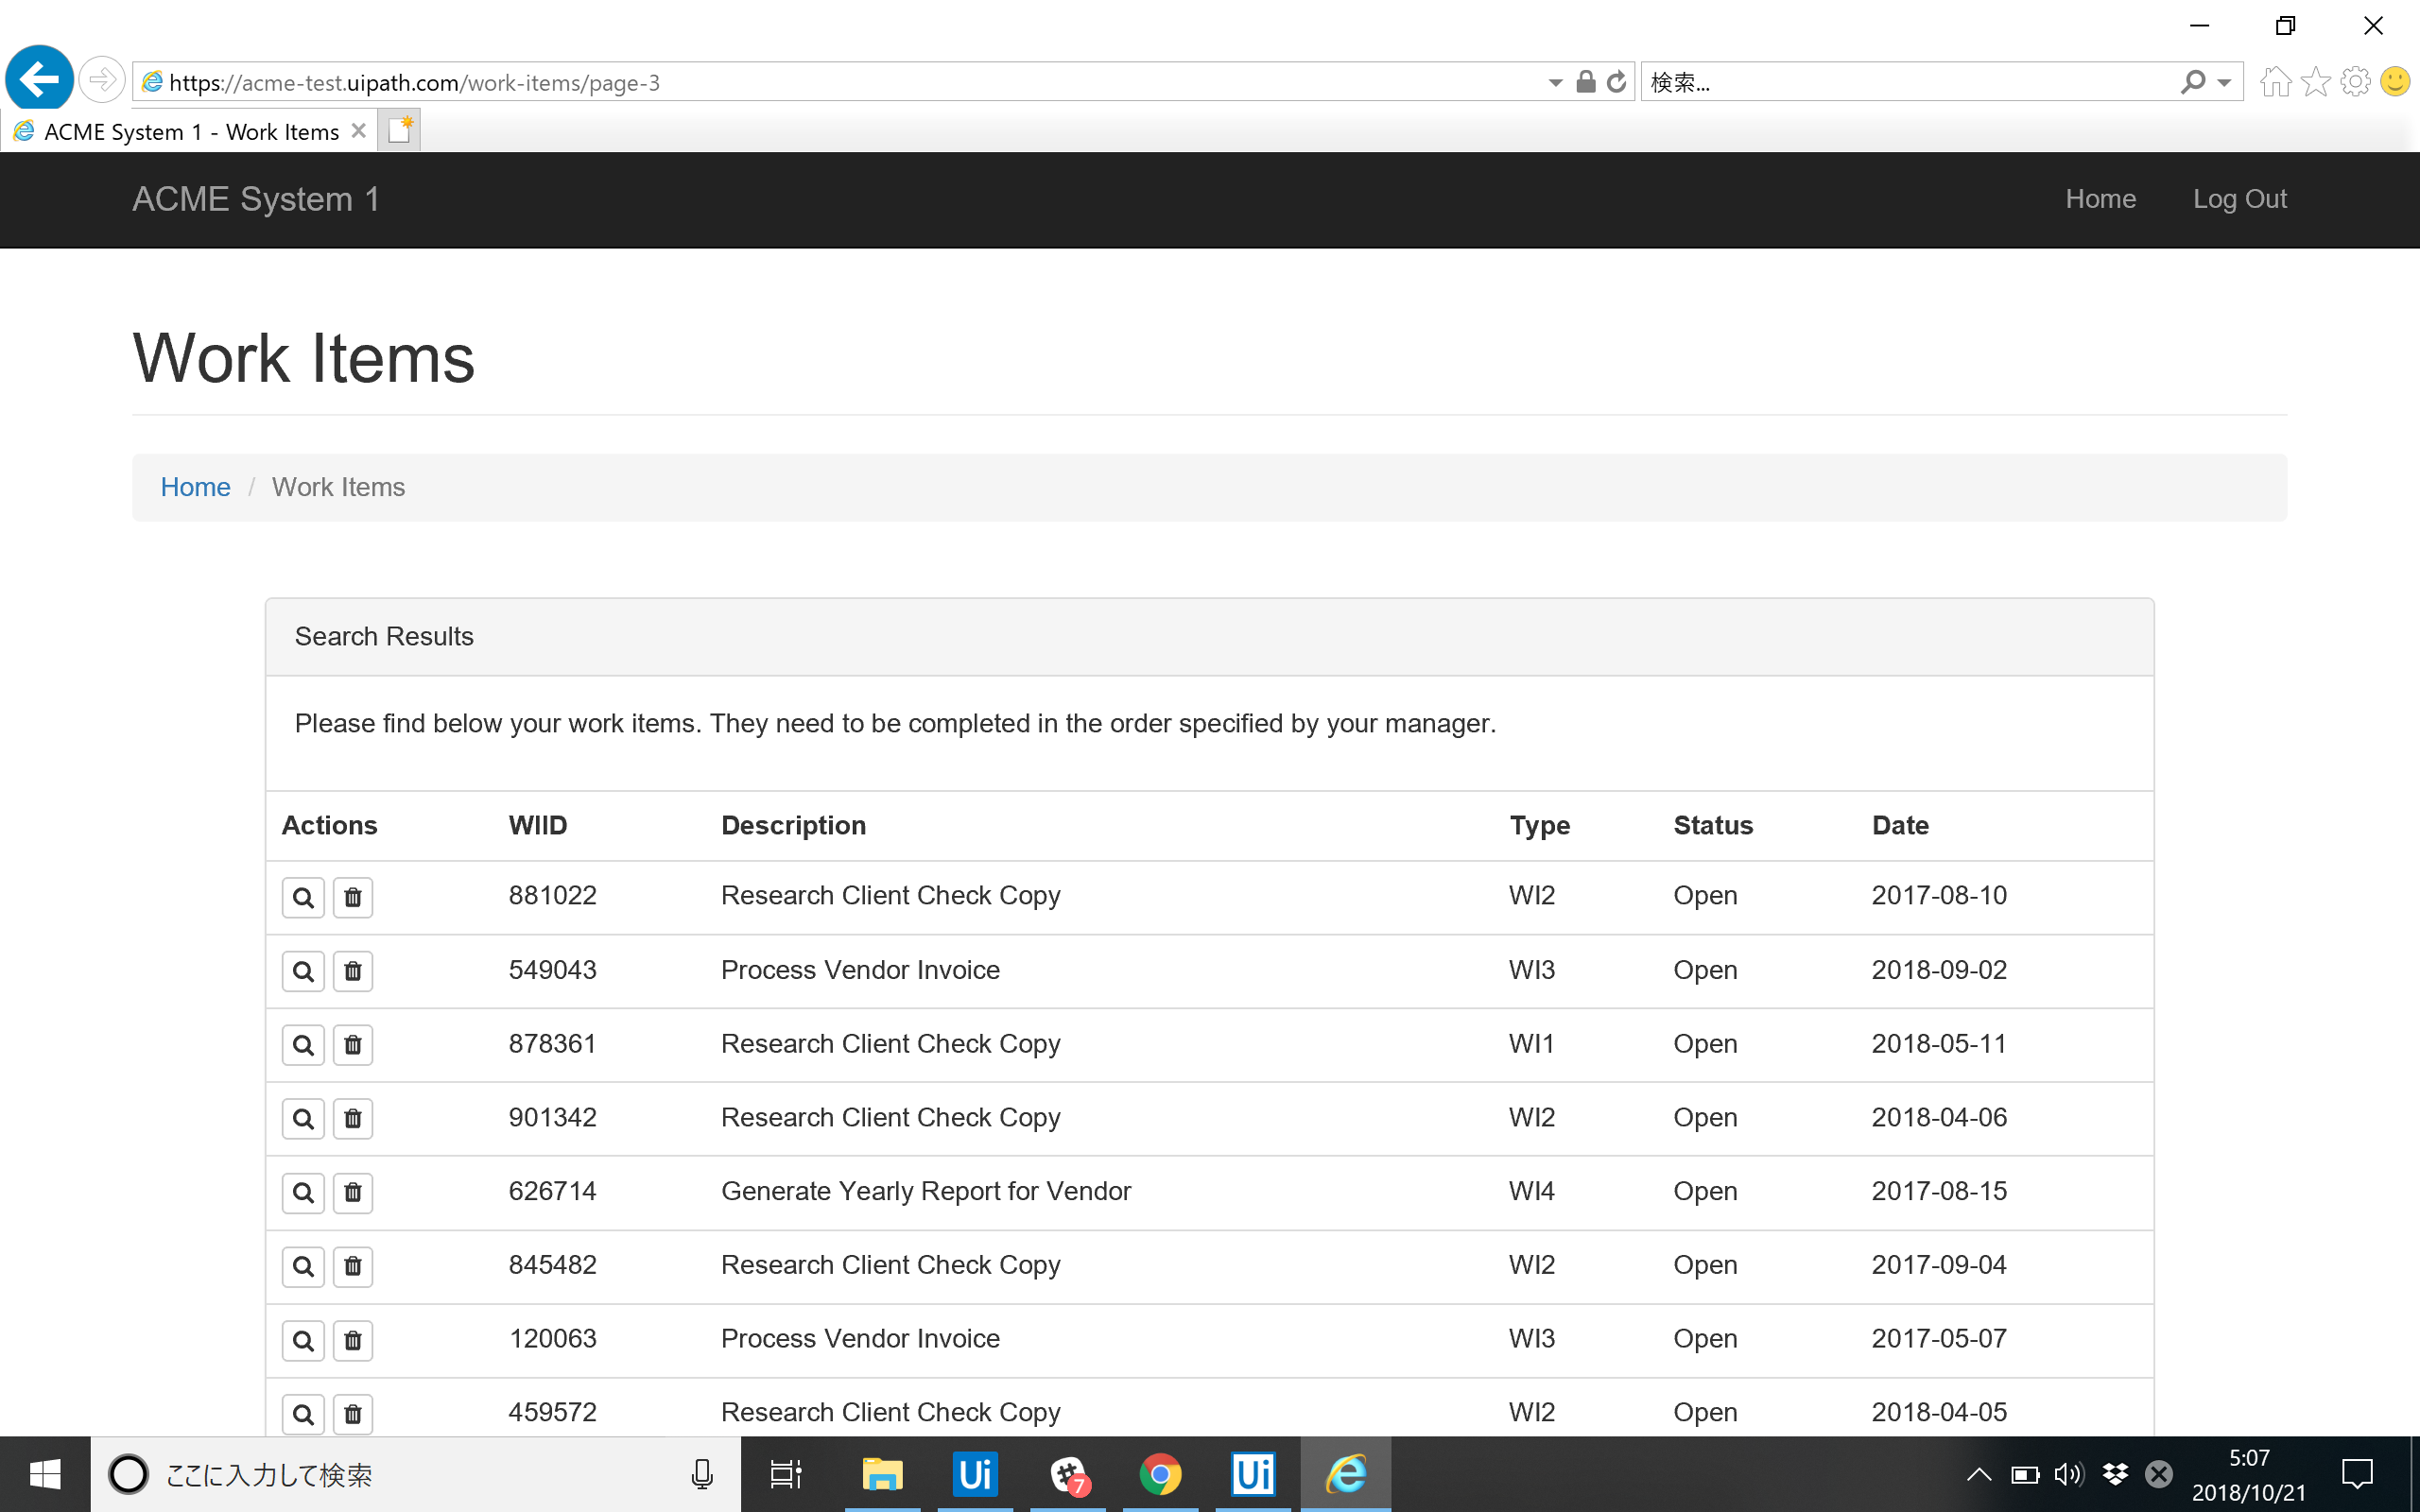 https://acme-test.uipath.com/work-items/page-3
検索...
ACME System 1 - Work Items
ACME System 1
Home
Log Out
Work Items
Home / Work Items
Search Results
Please find below your work items. They need to be completed in the order specified by your manager.
Actions WIID Description Type Status Date
881022 Research Client Check Copy WI2 Open 2017-08-10
549043 Process Vendor Invoice WI3 Open 2018-09-02
878361 Research Client Check Copy WI1 Open 2018-05-11
901342 Research Client Check Copy WI2 Open 2018-04-06
626714 Generate Yearly Report for Vendor WI4 Open 2017-08-15
845482 Research Client Check Copy WI2 Open 2017-09-04
120063 Process Vendor Invoice WI3 Open 2017-05-07
459572 Research Client Check Copy WI2 Open 2018-04-05
ここに入力して検索
Ui
7
Ui
5:07
2018/10/21